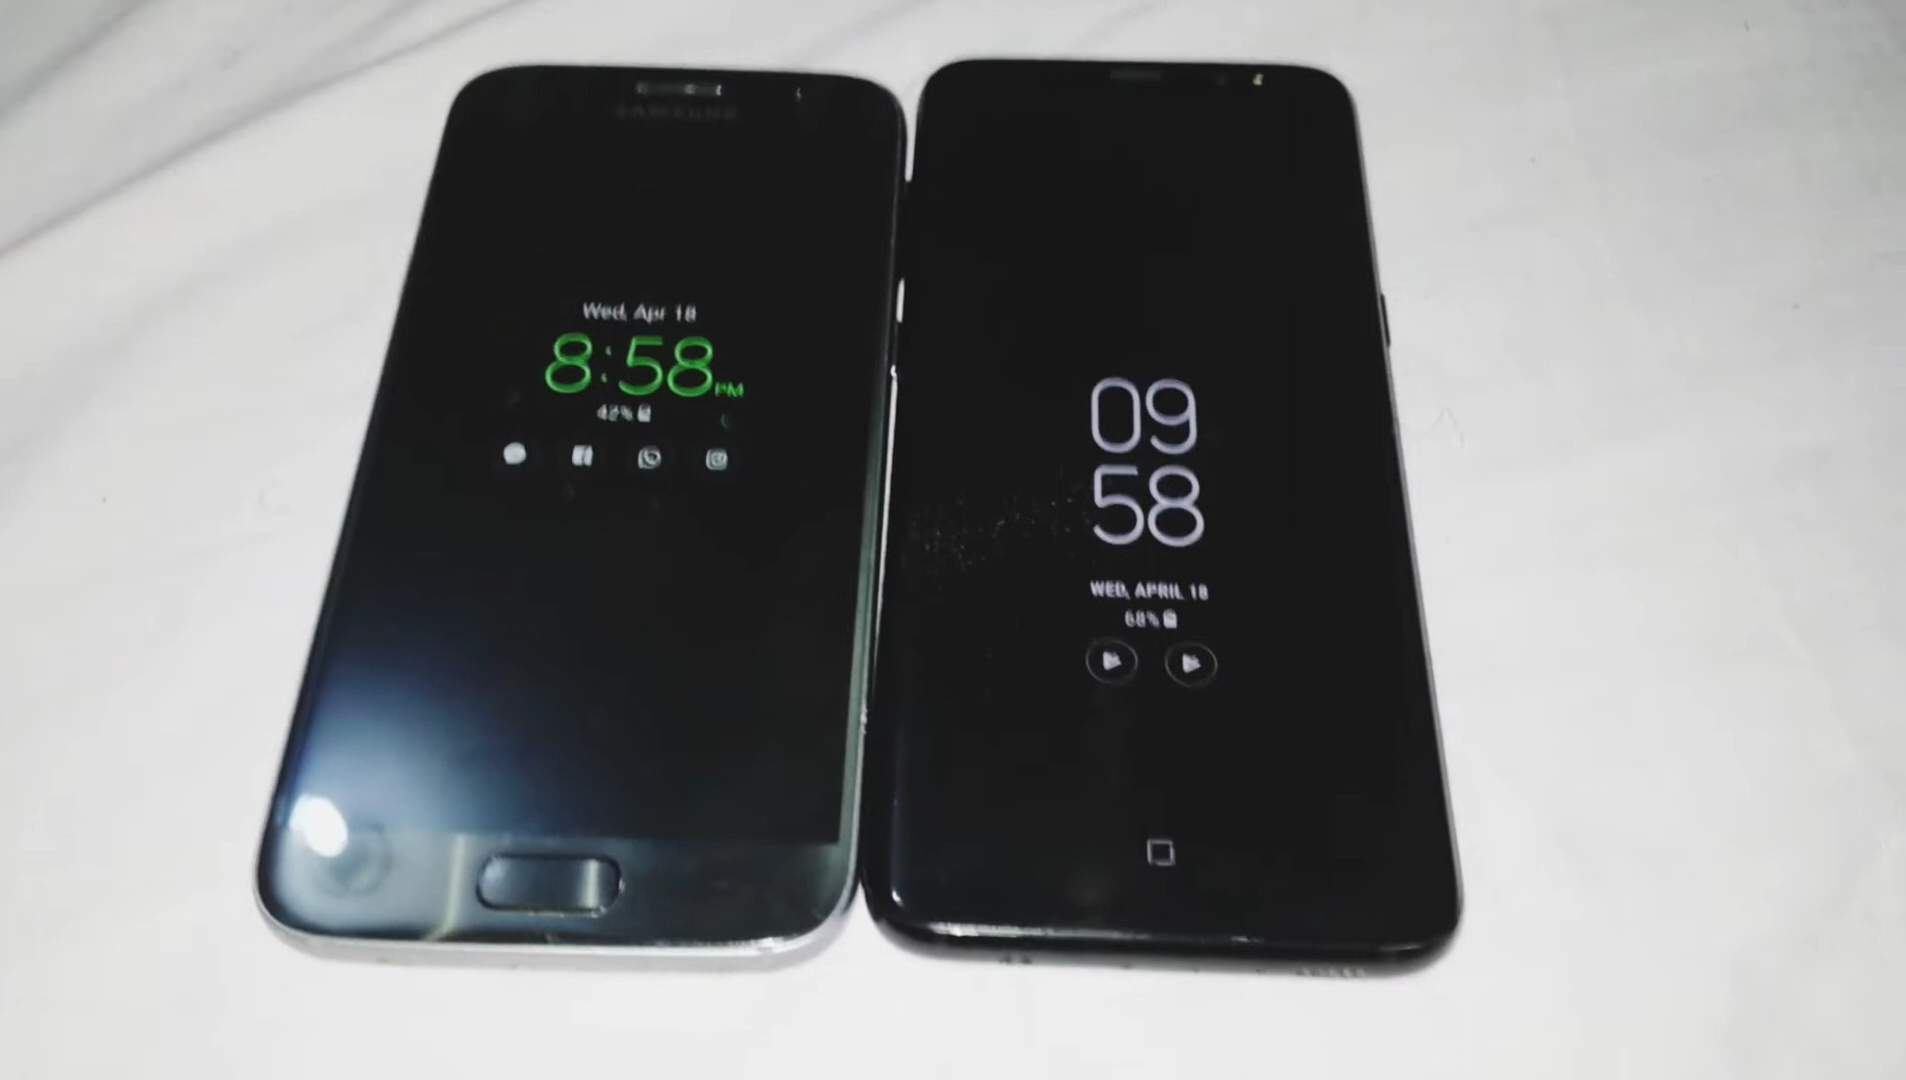 SAMSUNG
Wed, Apr 18
8:58 PM
42%
09
58
WED, APRIL 18
68%